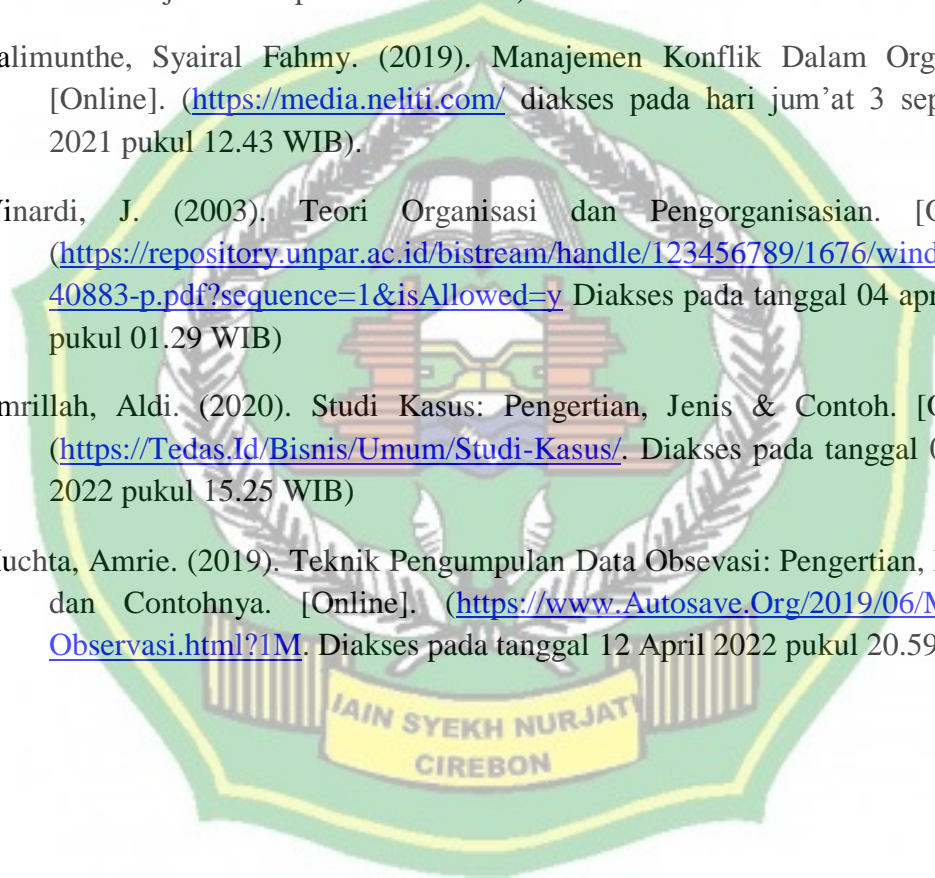 alimunthe, Syairal Fahmy. (2019). Manajemen Konflik Dalam Org
[Online]. (https://media.neliti.com/ diakses pada hari jum’at 3 sep
2021 pukul 12.43 WIB).
inardi, J. (2003). Teori Organisasi dan Pengorganisasian. [O
(https://repository.unpar.ac.id/bistream/handle/123456789/1676/wind
40883-p.pdf?sequence=1&isAllowed=y Diakses pada tanggal 04 apr
pukul 01.29 WIB)
mrillah, Aldi. (2020). Studi Kasus: Pengertian, Jenis & Contoh. [O
(https://Tedas.Id/Bisnis/Umum/Studi-Kasus/. Diakses pada tanggal 0
2022 pukul 15.25 WIB)
uchta, Amrie. (2019). Teknik Pengumpulan Data Obsevasi: Pengertian,
dan Contohnya. [Online]. (https://www.Autosave.Org/2019/06/M
Observasi.html?1M. Diakses pada tanggal 12 April 2022 pukul 20.59
IAIN SYEKH NURJATI
CIREBON